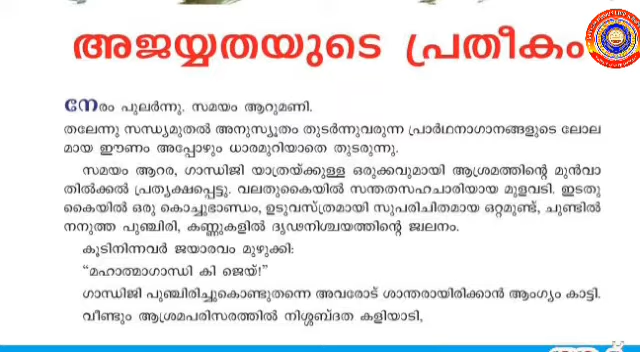 അജയ്യതയുടെ പ്രതീകം
നേരം പുലർന്നു. സമയം ആറുമണി.
തലേന്നു സന്ധ്യമുതൽ അനുസ്യൂതം തുടർന്നുവരുന്ന പ്രാർഥനാഗാനങ്ങളുടെ ലോല
മായ ഈണം അപ്പോഴും ധാരമുറിയാതെ തുടരുന്നു.
സമയം ആറര, ഗാന്ധിജി യാത്രയ്ക്കുള്ള ഒരുക്കവുമായി ആശ്രമത്തിന്റെ മുൻവാ
തിൽക്കൽ പ്രത്യക്ഷപ്പെട്ടു. വലതുകൈയിൽ സന്തതസഹചാരിയായ മുളവടി. ഇടതു
കൈയിൽ ഒരു കൊച്ചുഭാണ്ഡം, ഉടുവസ്ത്രമായി സുപരിചിതമായ ഒറ്റമുണ്ട്, ചുണ്ടിൽ
നനുത്ത പുഞ്ചിരി, കണ്ണുകളിൽ ദൃഢനിശ്ചയത്തിന്റെ ജ്വലനം.
കൂടിനിന്നവർ ജയാരവം മുഴക്കി:
“മഹാത്മാഗാന്ധി കി ജെയ്!”
ഗാന്ധിജി പുഞ്ചിരിച്ചുകൊണ്ടുതന്നെ അവരോട് ശാന്തരായിരിക്കാൻ ആംഗ്യം കാട്ടി.
വീണ്ടും ആശ്രമപരിസരത്തിൽ നിശ്ശബ്ദത കളിയാടി,